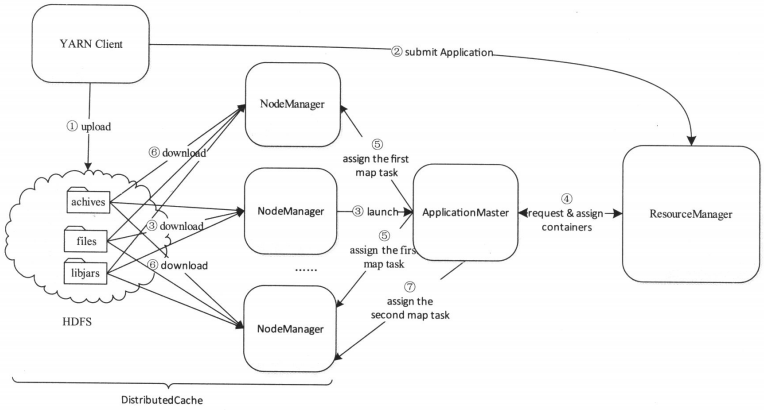 YARN Client
② submit Application
NodeManager
① upload
⑥ download
⑤
assign the first
map task
achives
files
libjars
③ download
⑥ download
NodeManager
③ launch
ApplicationMaster
④
request & assign
containers
ResourceManager
⑤
assign the first
map task
......
⑦
assign the
second map task
NodeManager
HDFS
DistributedCache